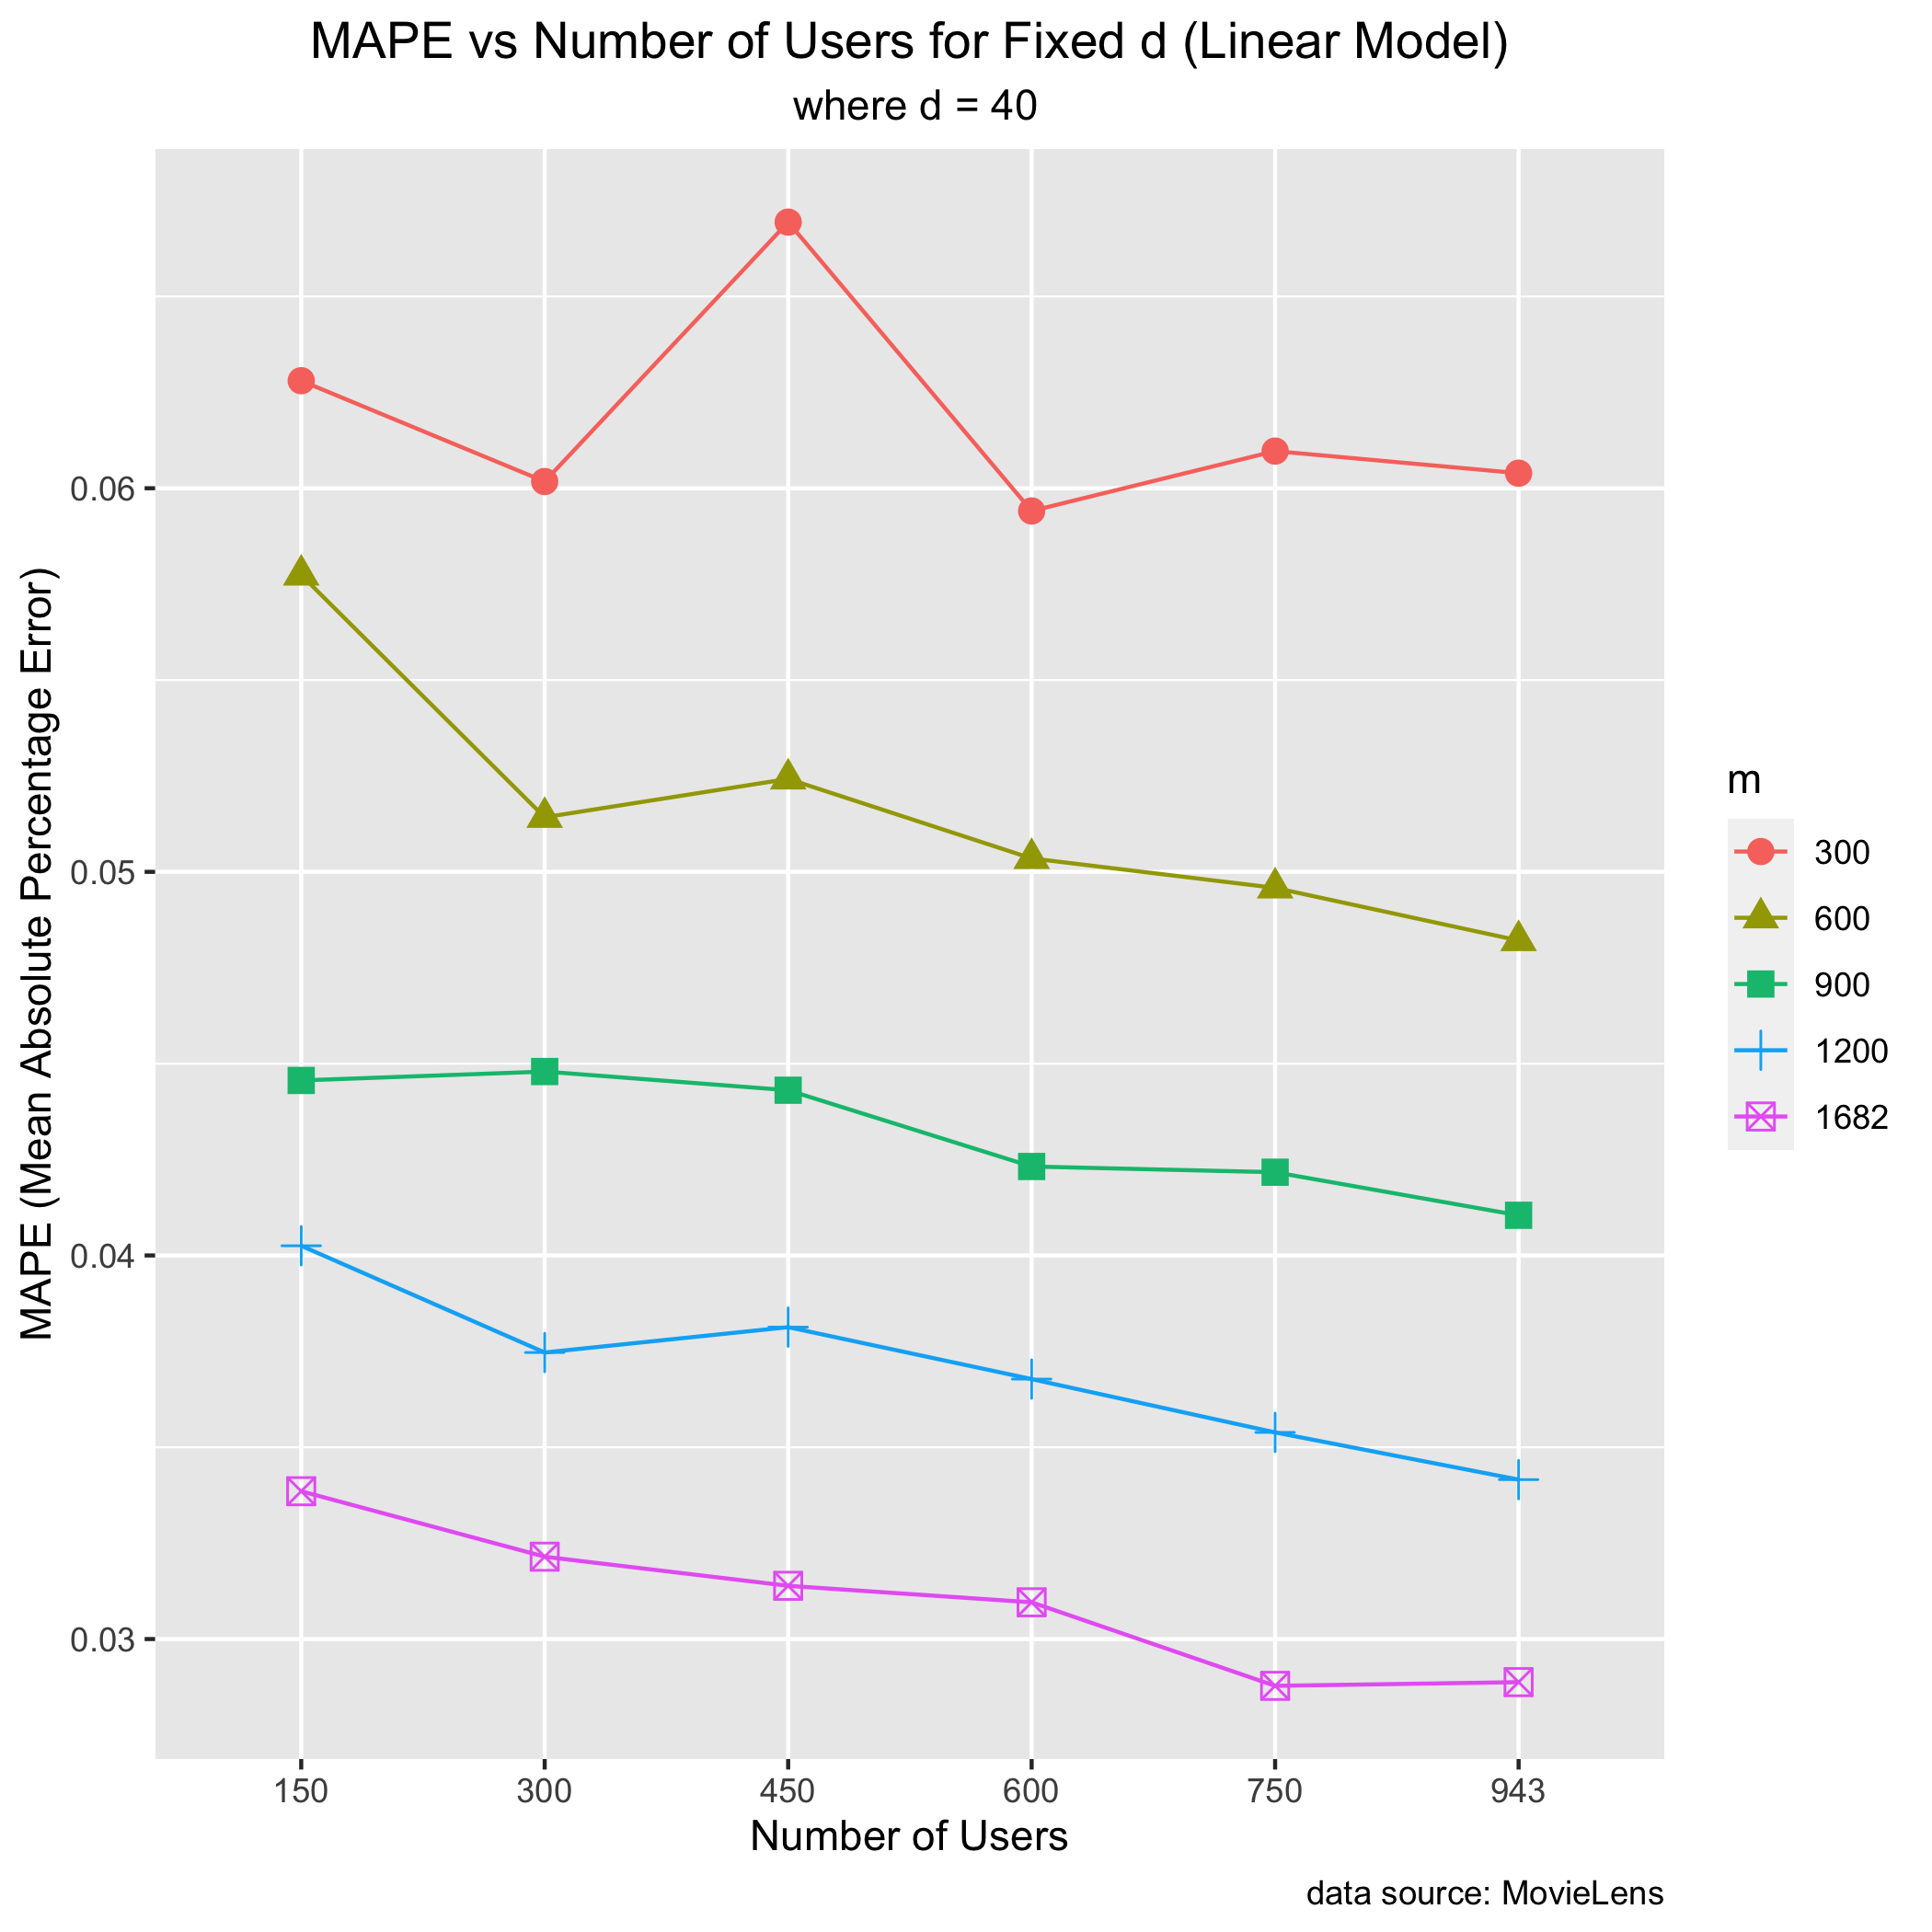 MAPE vs Number of Users for Fixed d (Linear Model)
where d = 40
MAPE (Mean Absolute Percentage Error)
0.06
0.05
0.04
0.03
150 300 450 600 750 943
Number of Users
m
300
600
900
1200
1682
data source: MovieLens